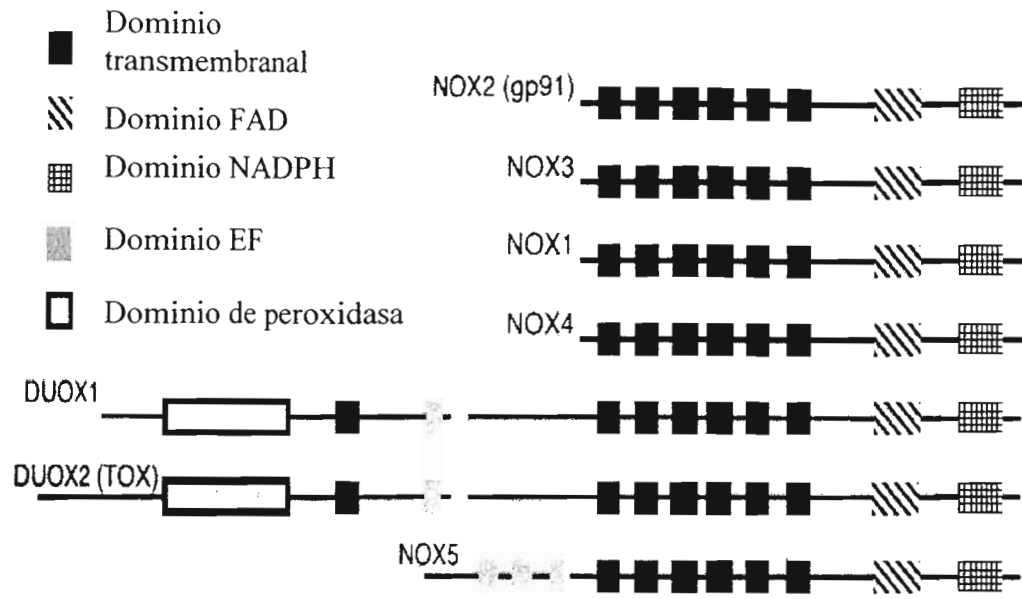 Dominio
transmembranal
Dominio FAD
Dominio NADPH
Dominio EF
Dominio de peroxidasa
NOX2 (gp91)
NOX3
NOX1
NOX4
DUOX1
DUOX2 (TOX)
NOX5